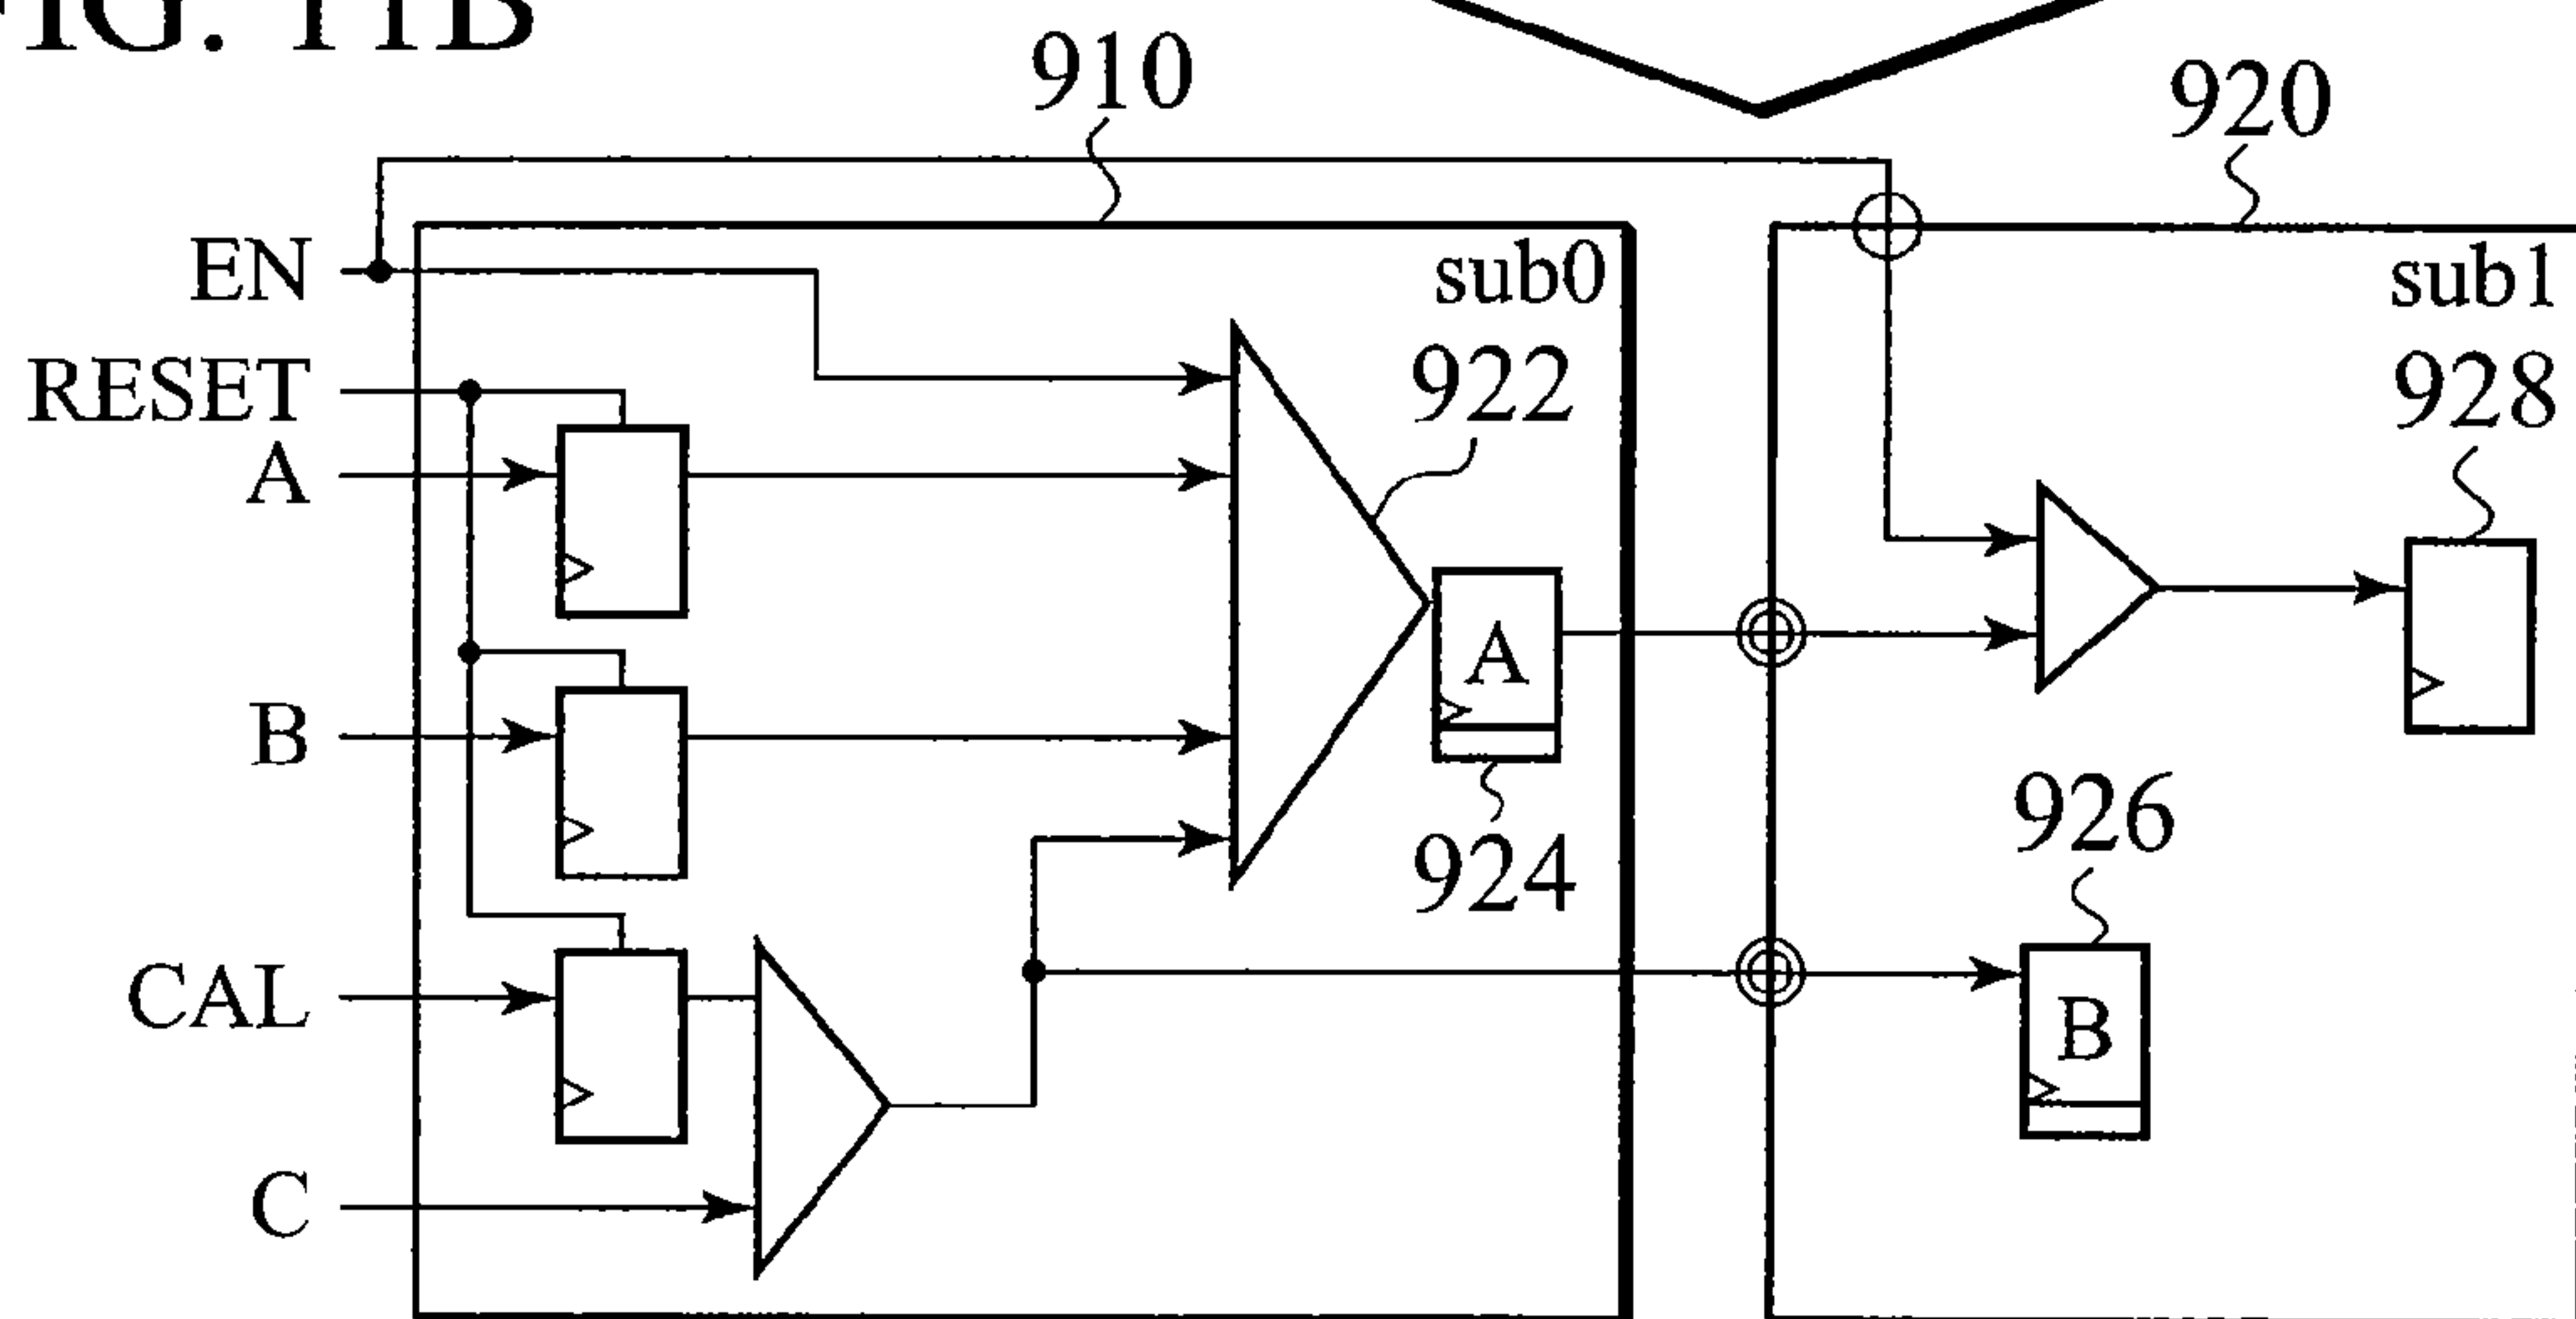 FIG. 11B
910
920
EN
sub0
sub1
RESET
922
928
A
A
B
926
924
CAL
B
C